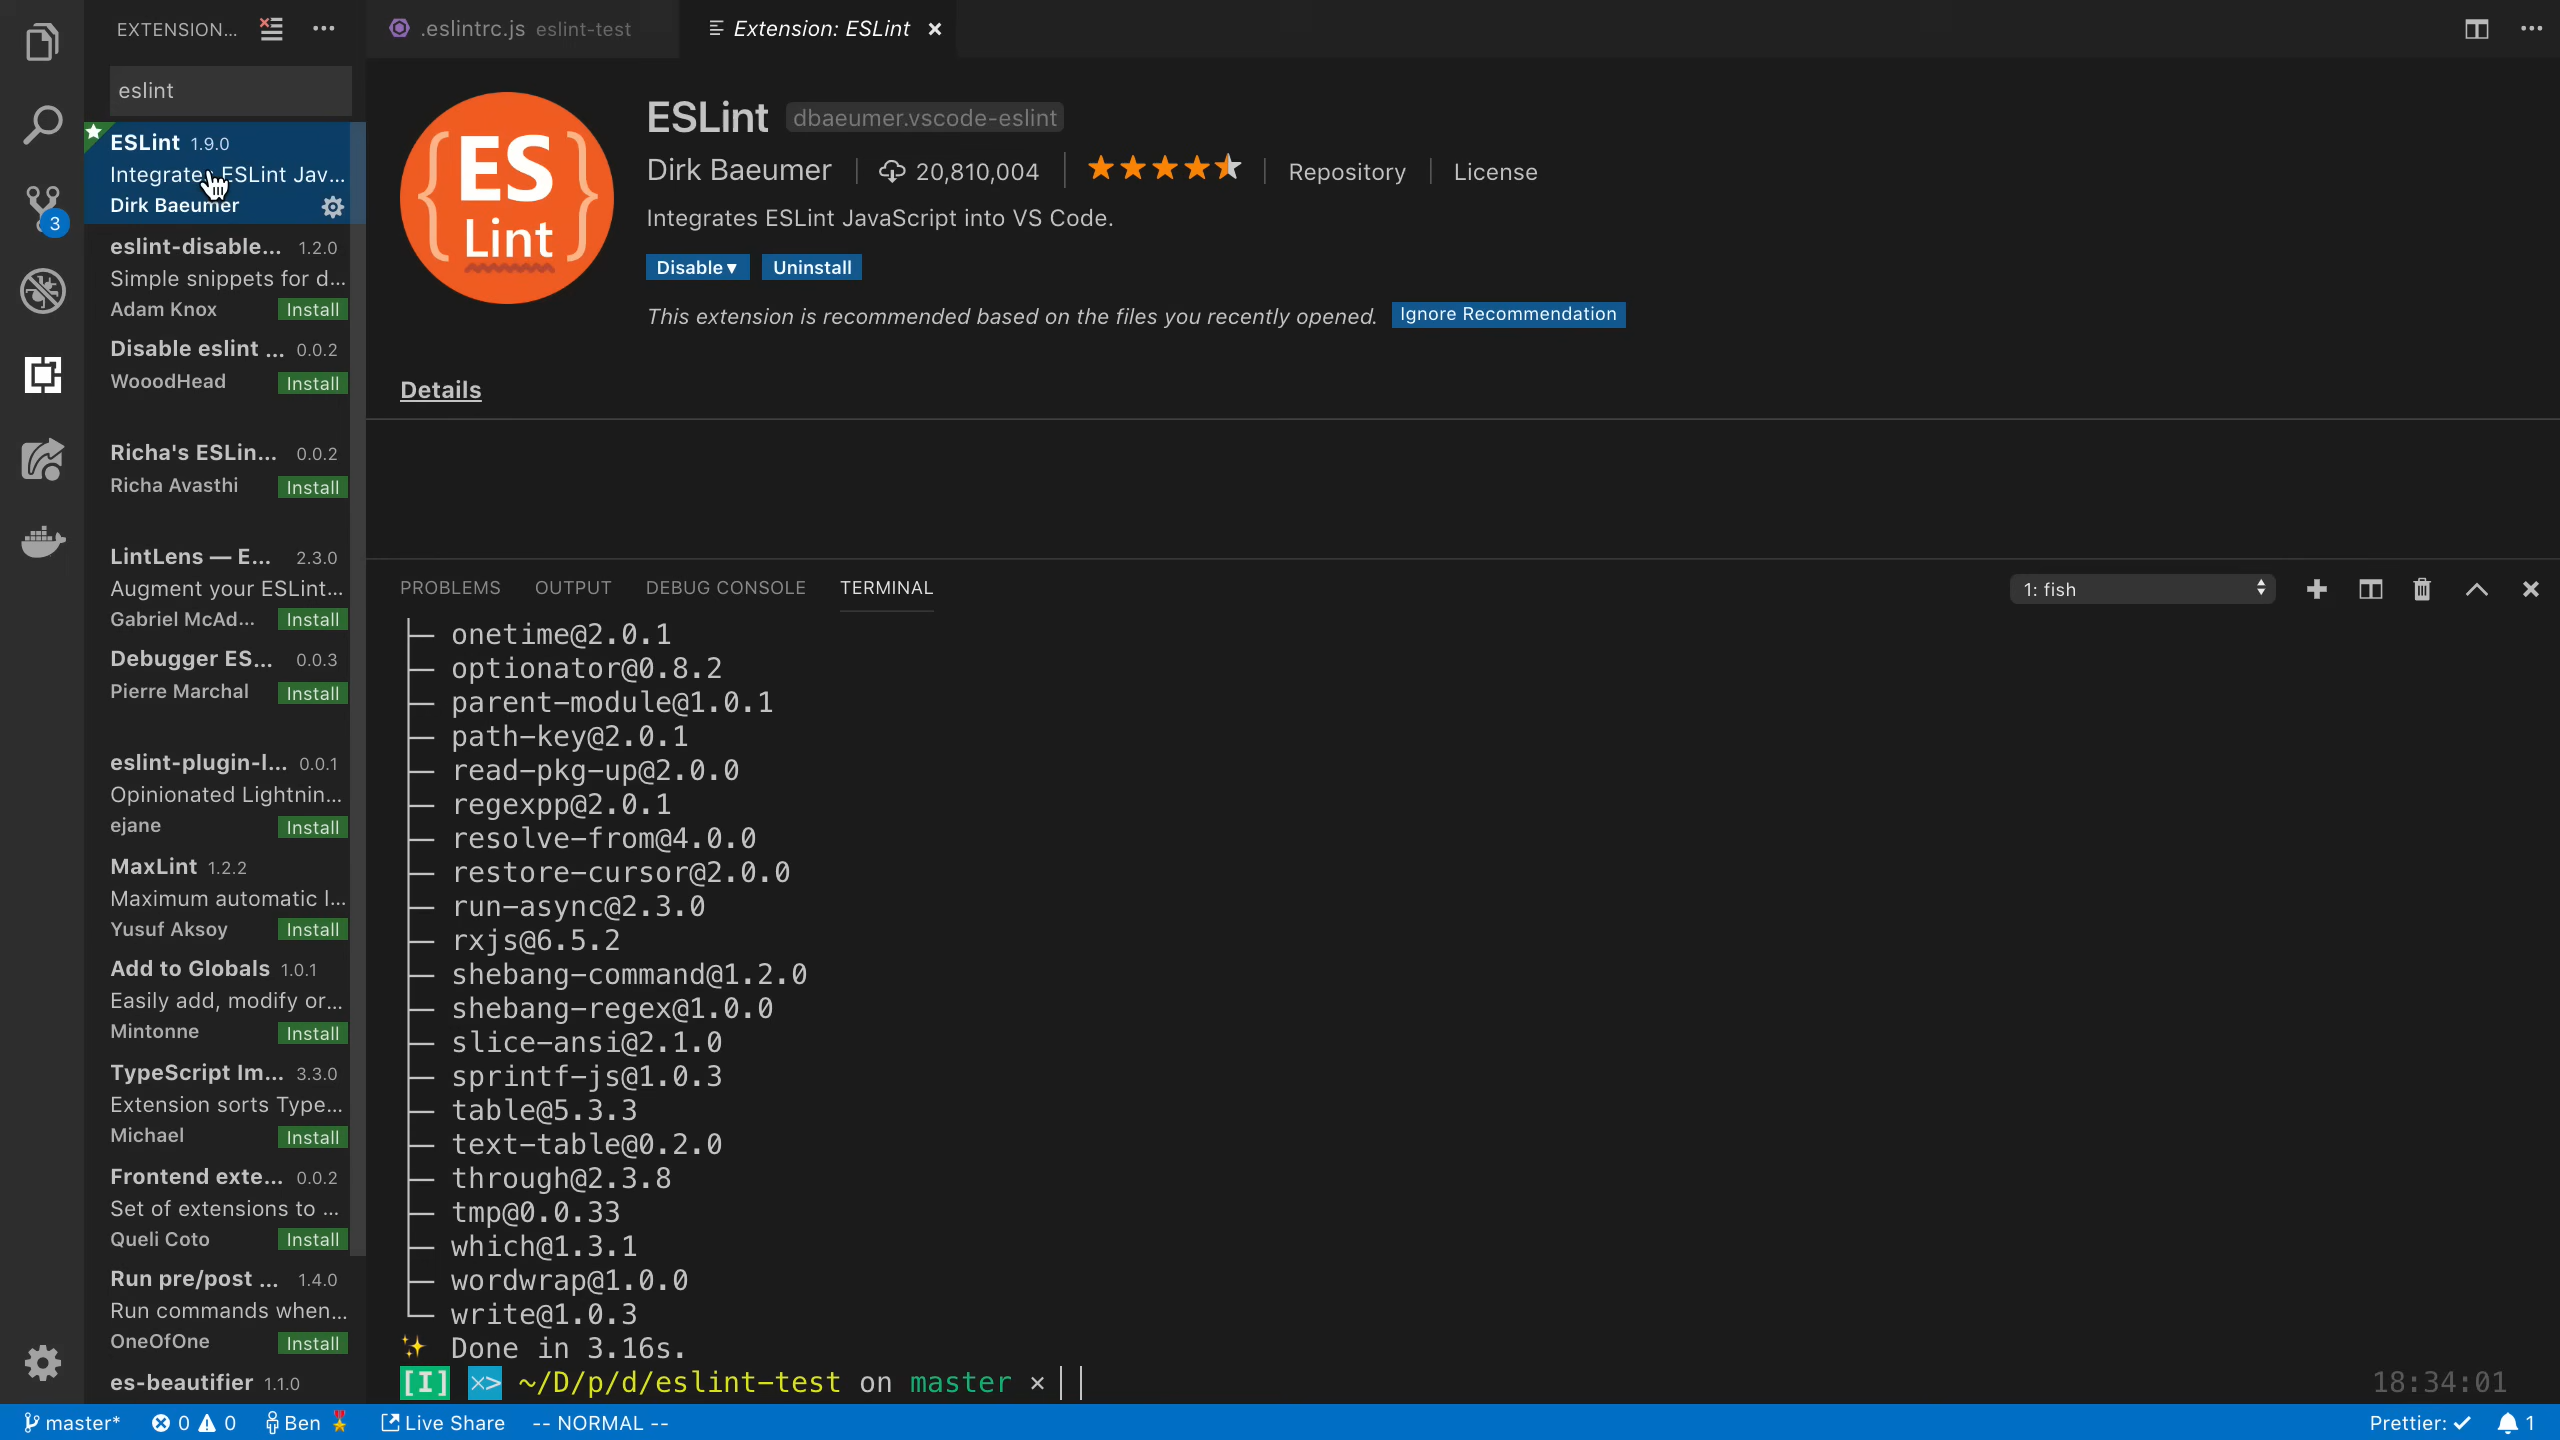 EXTENSION...
eslint
ESLint 1.9.0
Integrates ESLint Jav...
Dirk Baeumer
eslint-disable... 1.2.0
Simple snippets for d...
Adam Knox Install
Disable eslint ... 0.0.2
WooodHead Install
Richa's ESLin... 0.0.2
Richa Avasthi Install
LintLens — E... 2.3.0
Augment your ESLint...
Gabriel McAd... Install
Debugger ES... 0.0.3
Pierre Marchal Install
eslint-plugin-l... 0.0.1
Opinionated Lightnin...
ejane Install
MaxLint 1.2.2
Maximum automatic l...
Yusuf Aksoy Install
Add to Globals 1.0.1
Easily add, modify or...
Mintonne Install
TypeScript Im... 3.3.0
Extension sorts Type...
Michael Install
Frontend exte... 0.0.2
Set of extensions to ...
Queli Coto Install
Run pre/post ... 1.4.0
Run commands when...
OneOfOne Install
es-beautifier 1.1.0
3
.eslintrc.js eslint-test
Extension: ESLint
{ES Lint}
ESLint dbaeumer.vscode-eslint
Dirk Baeumer | 20,810,004 | Repository | License
Integrates ESLint JavaScript into VS Code.
Disable▾ Uninstall
This extension is recommended based on the files you recently opened. Ignore Recommendation
Details
PROBLEMS OUTPUT DEBUG CONSOLE TERMINAL 1: fish
├─ onetime@2.0.1
├─ optionator@0.8.2
├─ parent-module@1.0.1
├─ path-key@2.0.1
├─ read-pkg-up@2.0.0
├─ regexpp@2.0.1
├─ resolve-from@4.0.0
├─ restore-cursor@2.0.0
├─ run-async@2.3.0
├─ rxjs@6.5.2
├─ shebang-command@1.2.0
├─ shebang-regex@1.0.0
├─ slice-ansi@2.1.0
├─ sprintf-js@1.0.3
├─ table@5.3.3
├─ text-table@0.2.0
├─ through@2.3.8
├─ tmp@0.0.33
├─ which@1.3.1
├─ wordwrap@1.0.0
└─ write@1.0.3
✨ Done in 3.16s.
[I] ×> ~/D/p/d/eslint-test on master × 18:34:01
master* 0 0 Ben Live Share -- NORMAL -- Prettier: ✓ 1